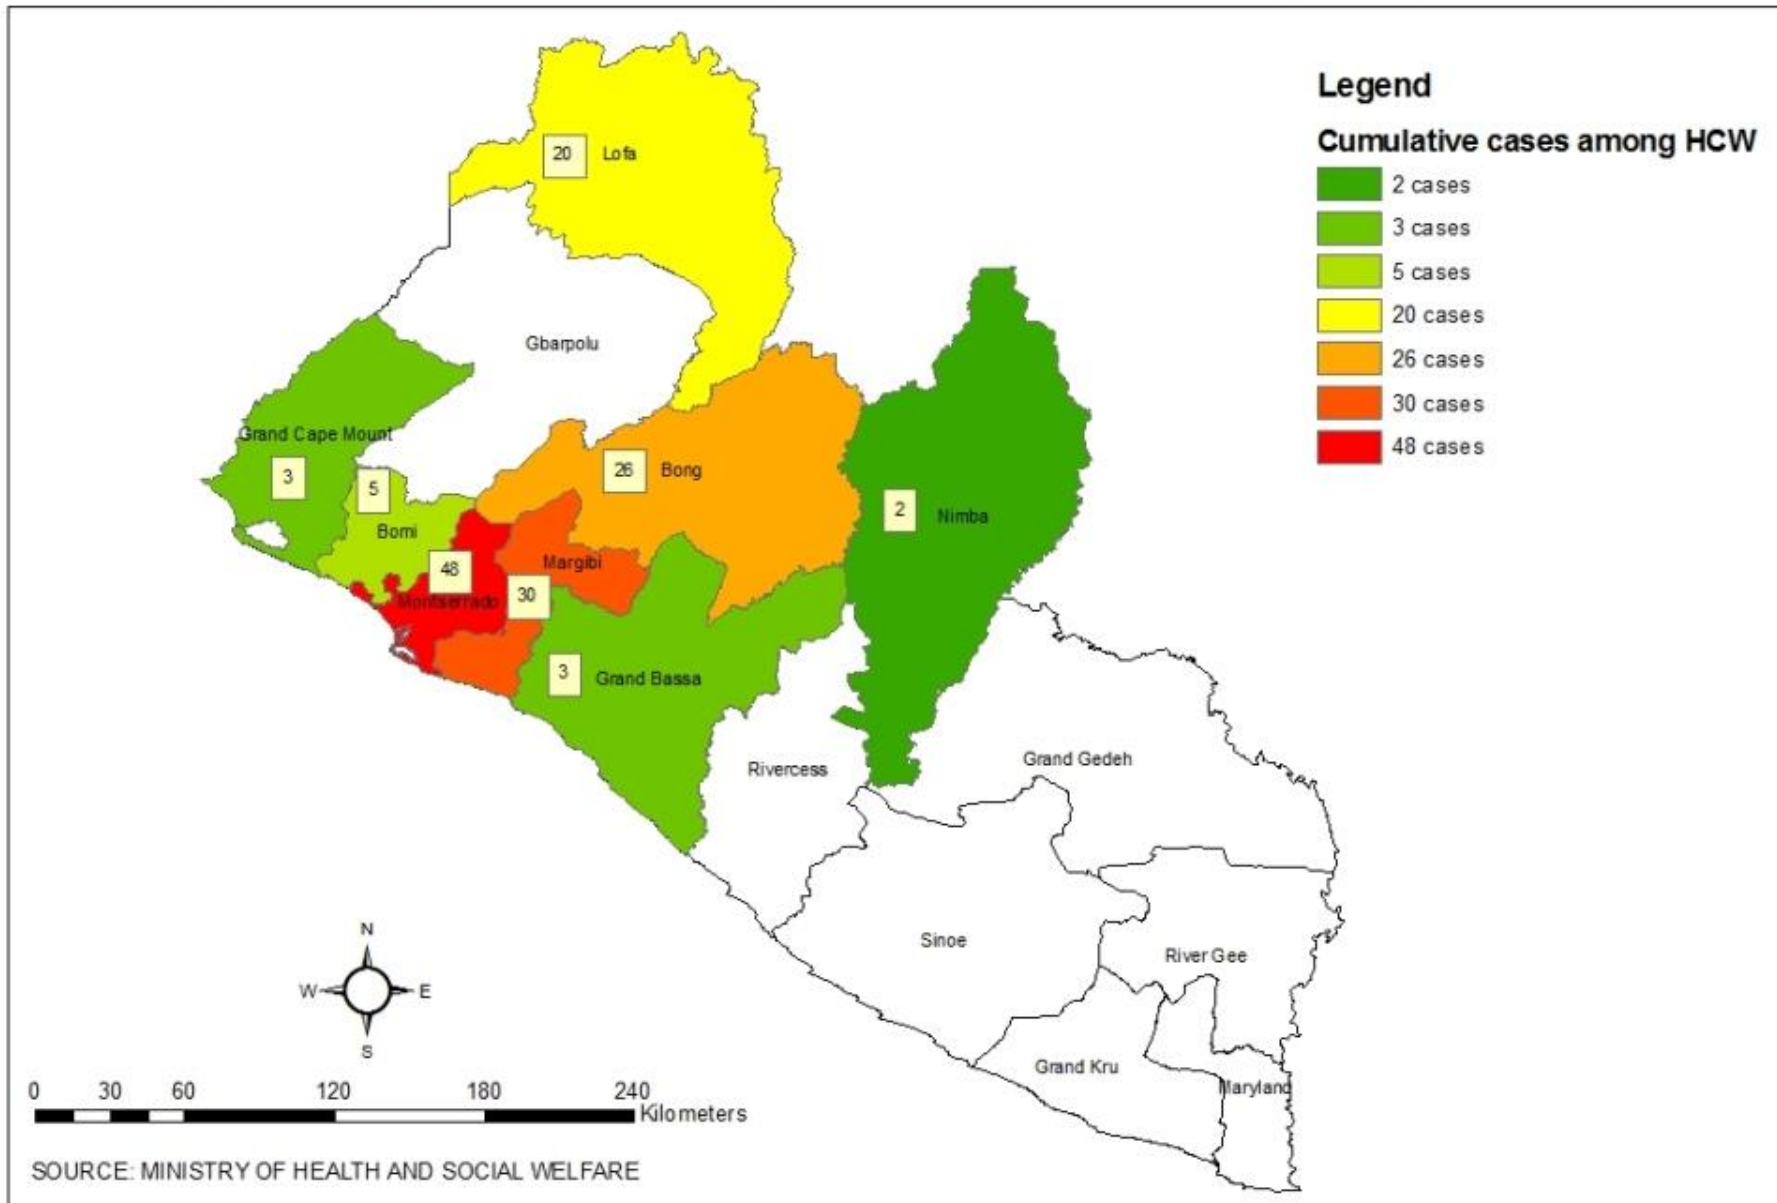 Legend
Cumulative cases among HCW
2 cases
3 cases
5 cases
20 cases
26 cases
30 cases
48 cases
20 Lofa
Gbarpolu
Grand Cape Mount
3
5
Bomi
26 Bong
2 Nimba
48
Montserrado
Margibi
30
3 Grand Bassa
Rivercess
Grand Gedeh
Sinoe
River Gee
Grand Kru
Maryland
N
W E
S
0 30 60 120 180 240
Kilometers
SOURCE: MINISTRY OF HEALTH AND SOCIAL WELFARE